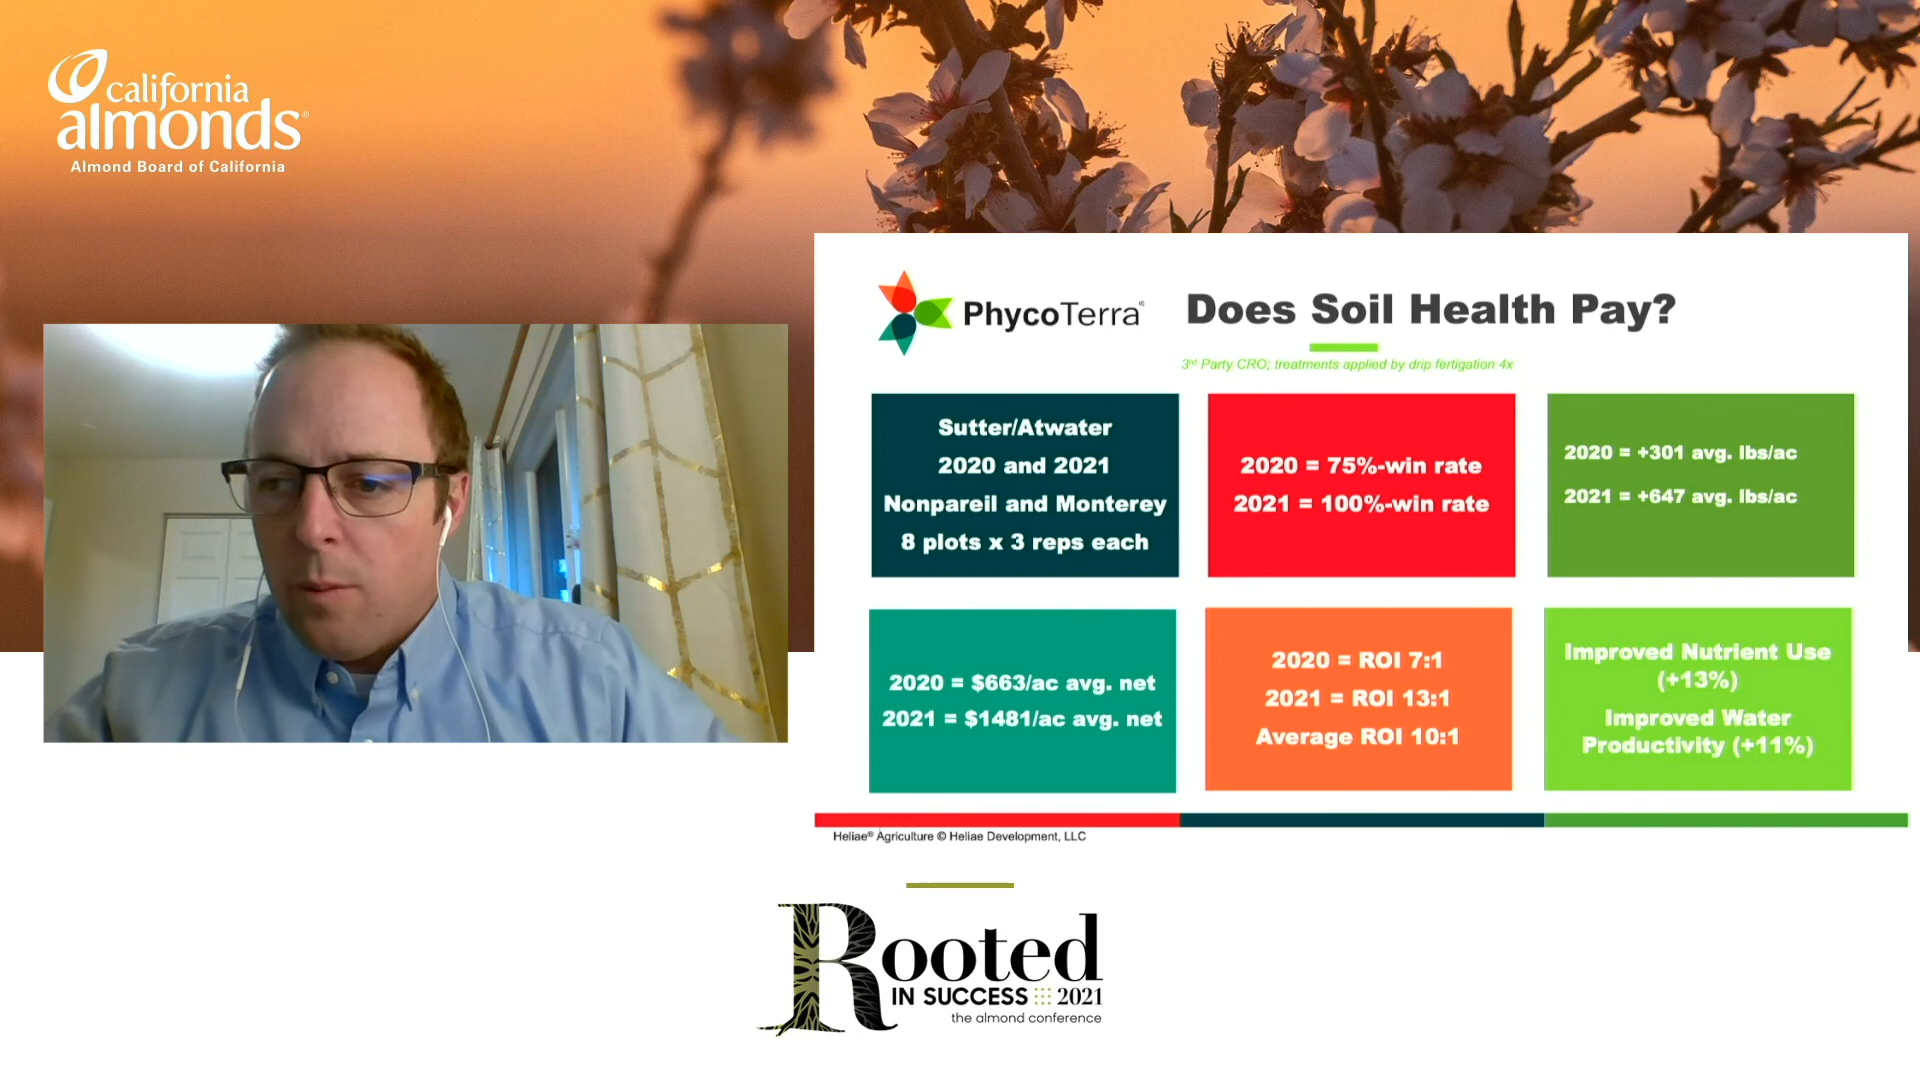 california
almonds®
Almond Board of California
PhycoTerra®
Does Soil Health Pay?
3rd Party CRO; treatments applied by drip fertigation 4x
Sutter/Atwater
2020 and 2021
Nonpareil and Monterey
8 plots x 3 reps each
2020 = 75%-win rate
2021 = 100%-win rate
2020 = +301 avg. lbs/ac
2021 = +647 avg. lbs/ac
2020 = $663/ac avg. net
2021 = $1481/ac avg. net
2020 = ROI 7:1
2021 = ROI 13:1
Average ROI 10:1
Improved Nutrient Use
(+13%)
Improved Water
Productivity (+11%)
Heliae® Agriculture © Heliae Development, LLC
Rooted
IN SUCCESS 2021
the almond conference